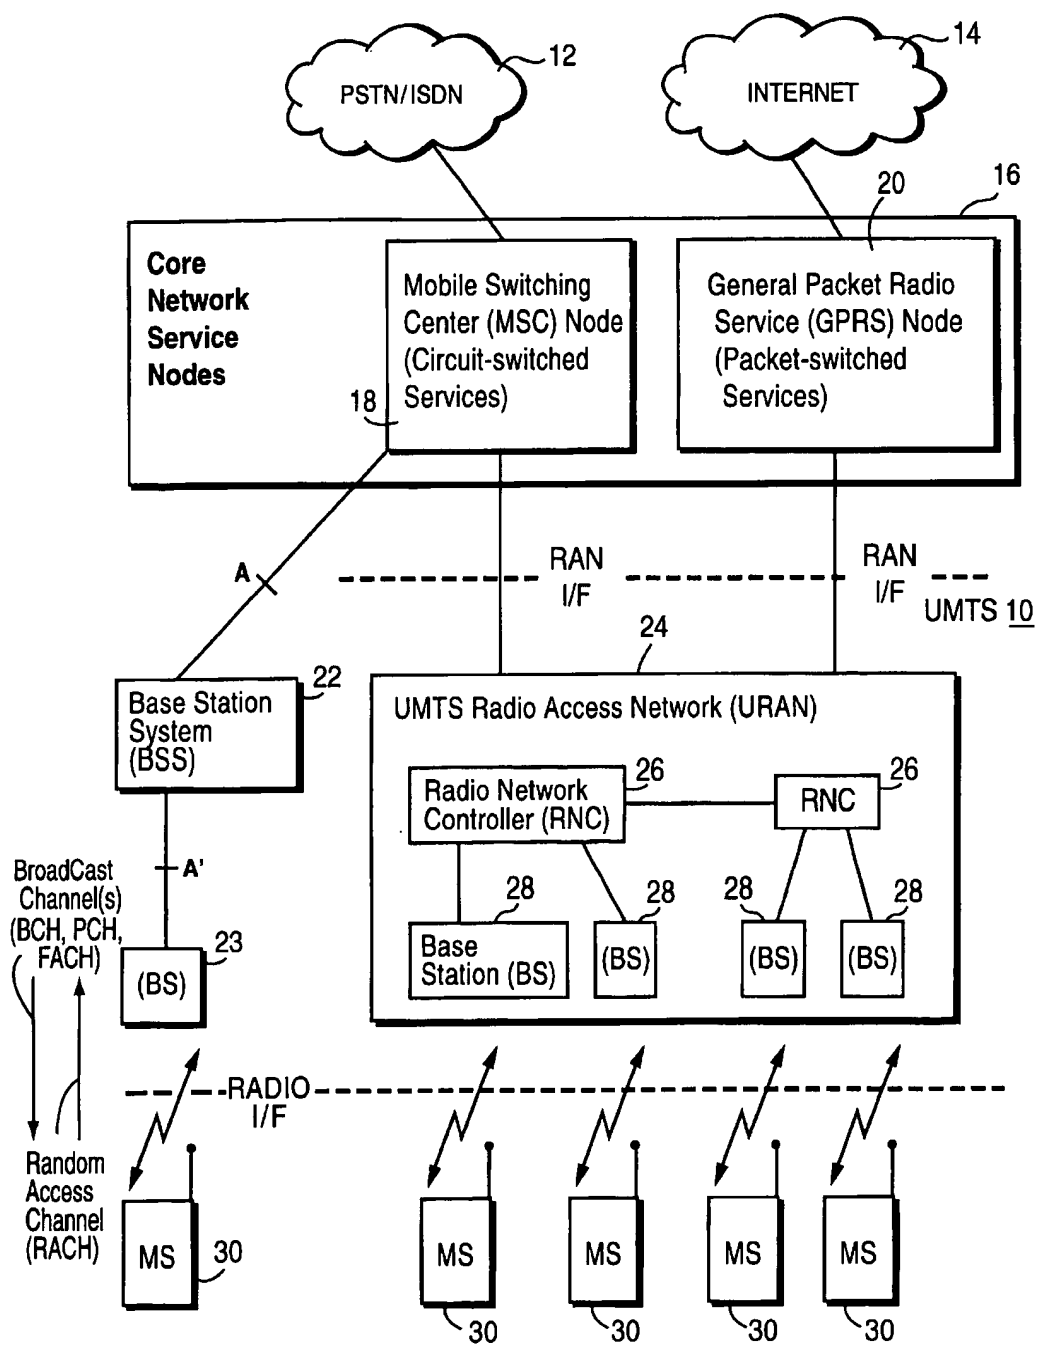 12
14
PSTN/ISDN
INTERNET
20
16
Core
Network
Service
Nodes
Mobile Switching
Center (MSC) Node
(Circuit-switched
Services)
General Packet Radio
Service (GPRS) Node
(Packet-switched
Services)
18
A
RAN
I/F
RAN
I/F
UMTS 10
24
22
Base Station
System
(BSS)
UMTS Radio Access Network (URAN)
26
26
Radio Network
Controller (RNC)
RNC
A'
BroadCast
Channel(s)
(BCH, PCH,
FACH)
28
28
28
28
23
(BS)
Base
Station (BS)
(BS)
(BS)
(BS)
RADIO
I/F
Random
Access
Channel
(RACH)
MS
30
MS
MS
MS
MS
30
30
30
30